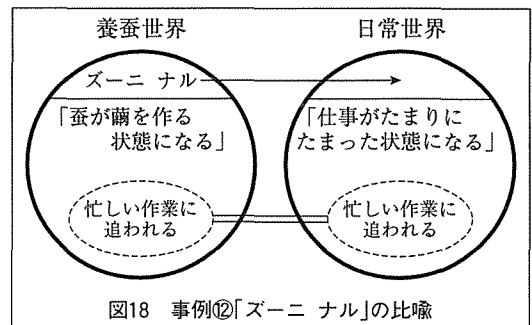 養蚕世界
日常世界
ズーニ ナル
「蚕が繭を作る
状態になる」
「仕事がたまりに
たまった状態になる」
忙しい作業に
追われる
忙しい作業に
追われる
図18 事例⑫「ズーニ ナル」の比喩